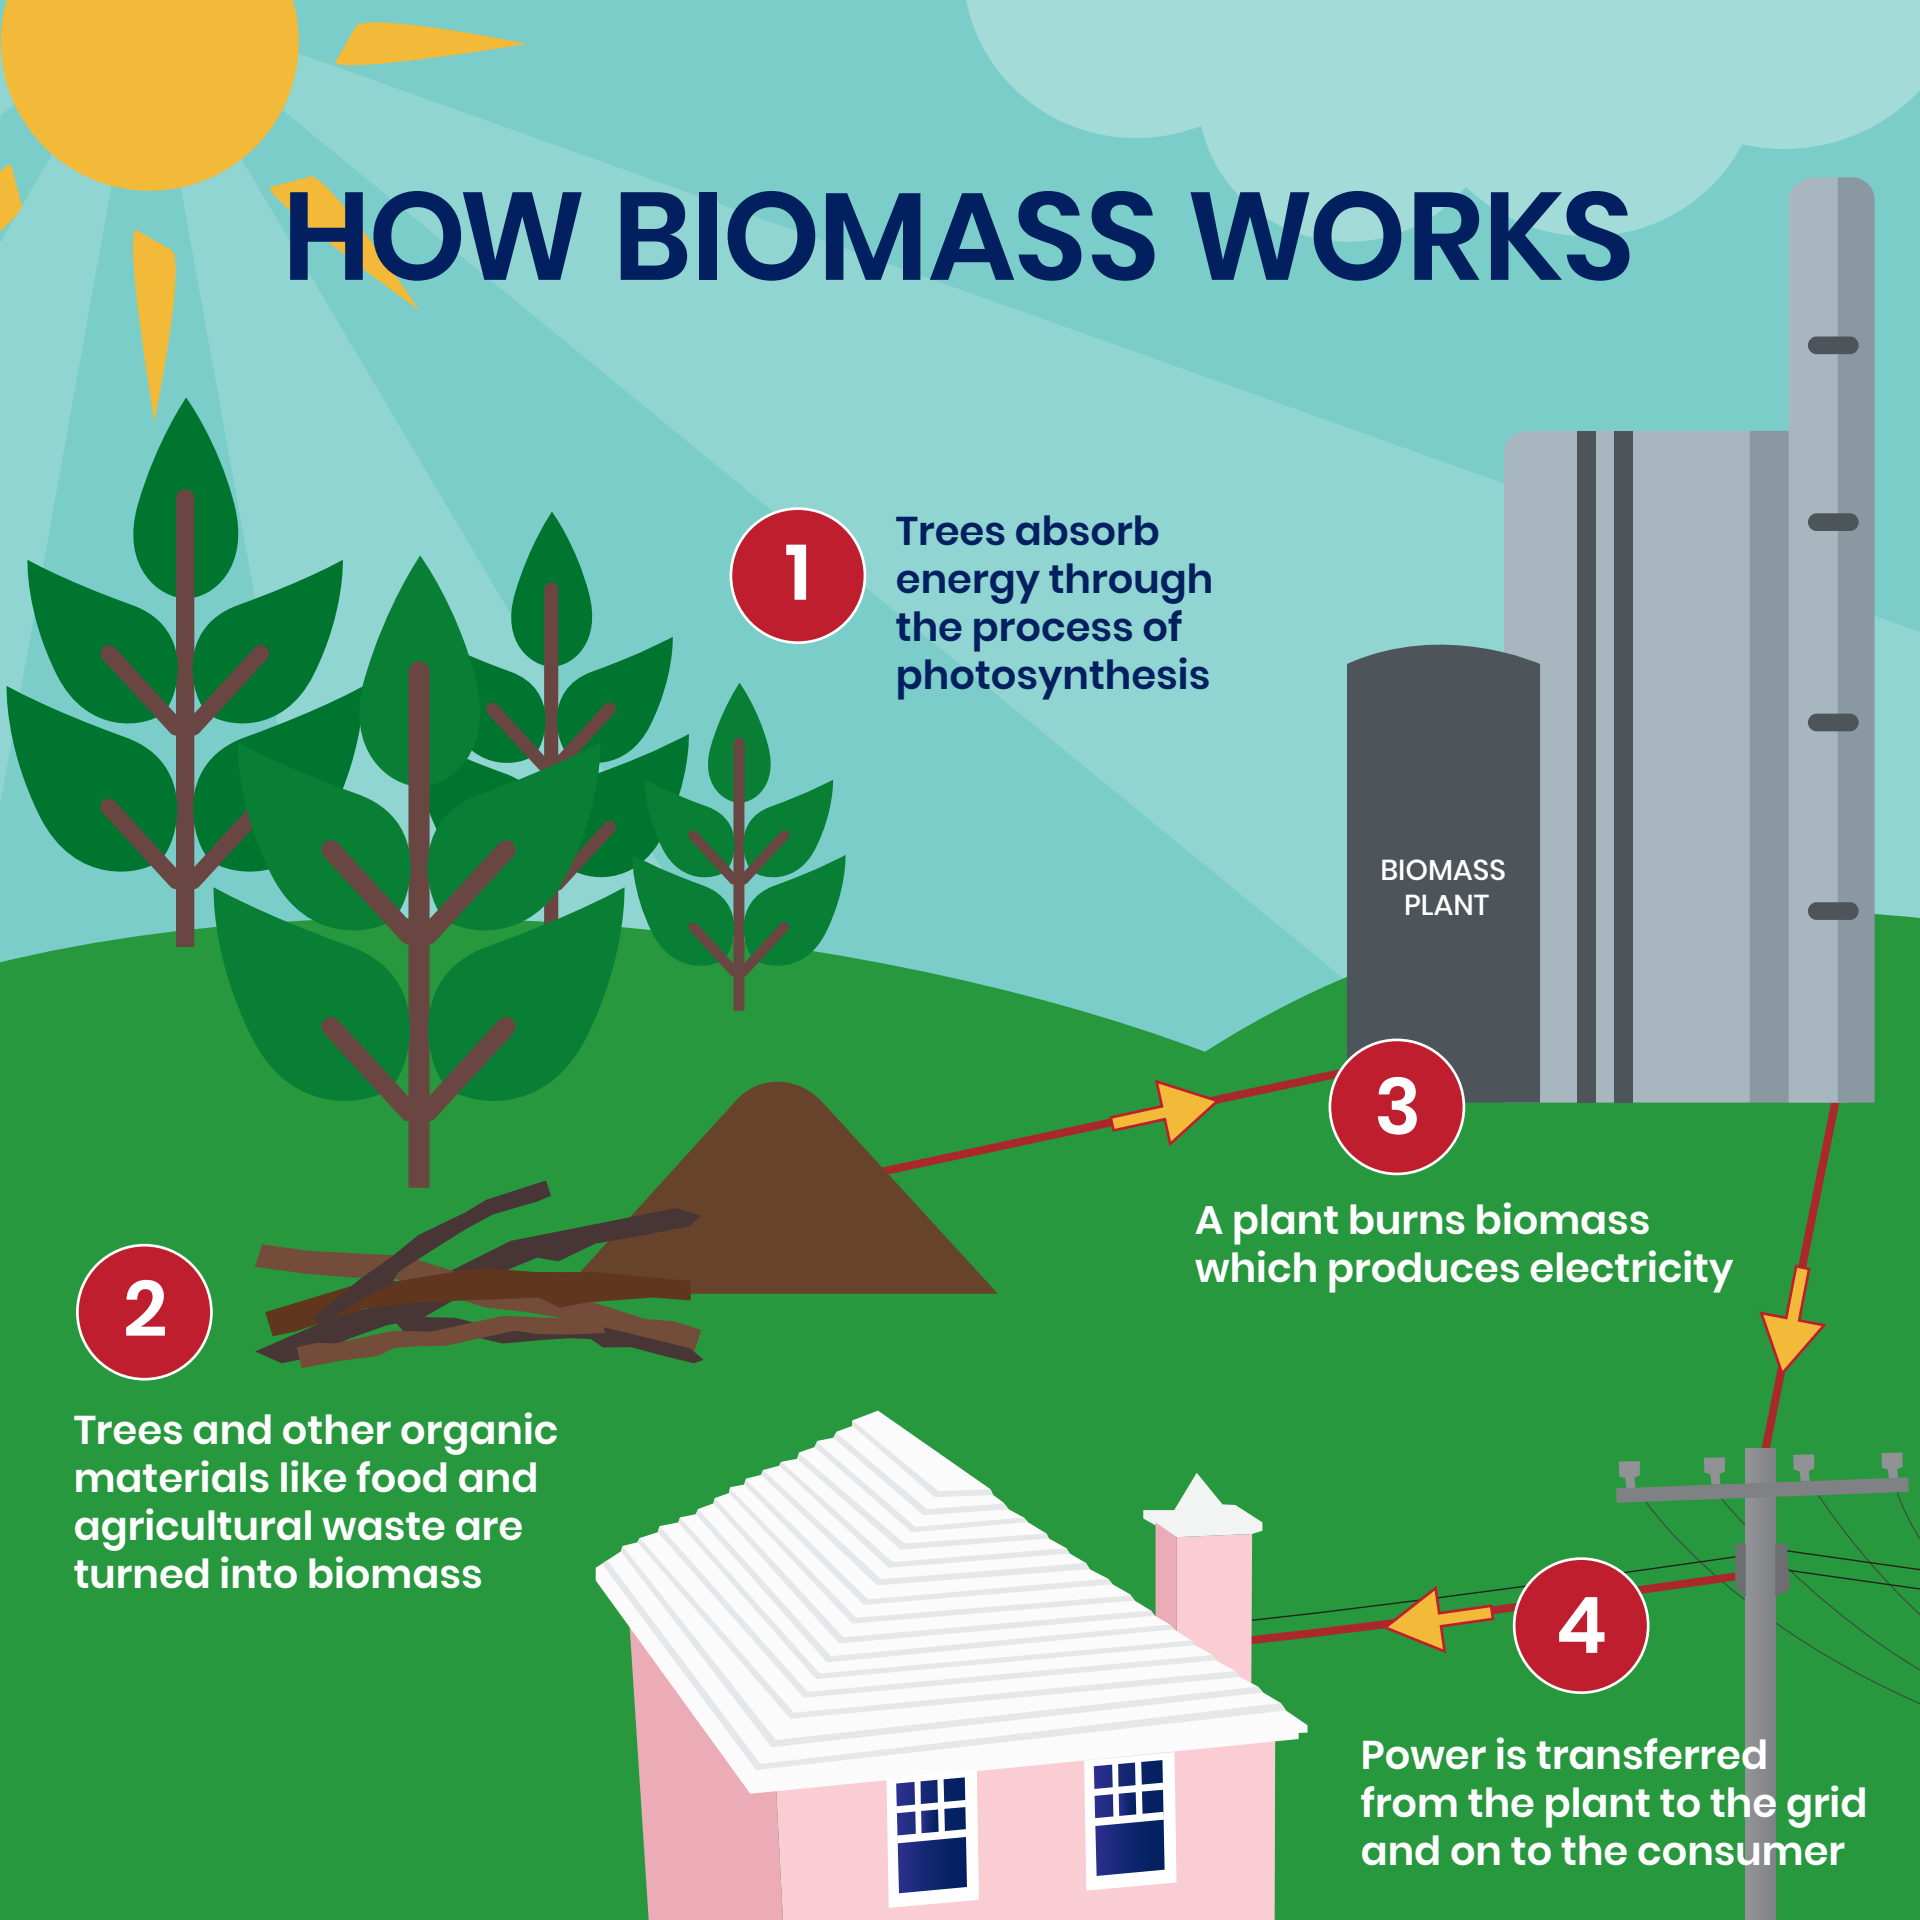 HOW BIOMASS WORKS
1
Trees absorb
energy through
the process of
photosynthesis
BIOMASS
PLANT
3
A plant burns biomass
which produces electricity
2
Trees and other organic
materials like food and
agricultural waste are
turned into biomass
4
Power is transferred
from the plant to the grid
and on to the consumer